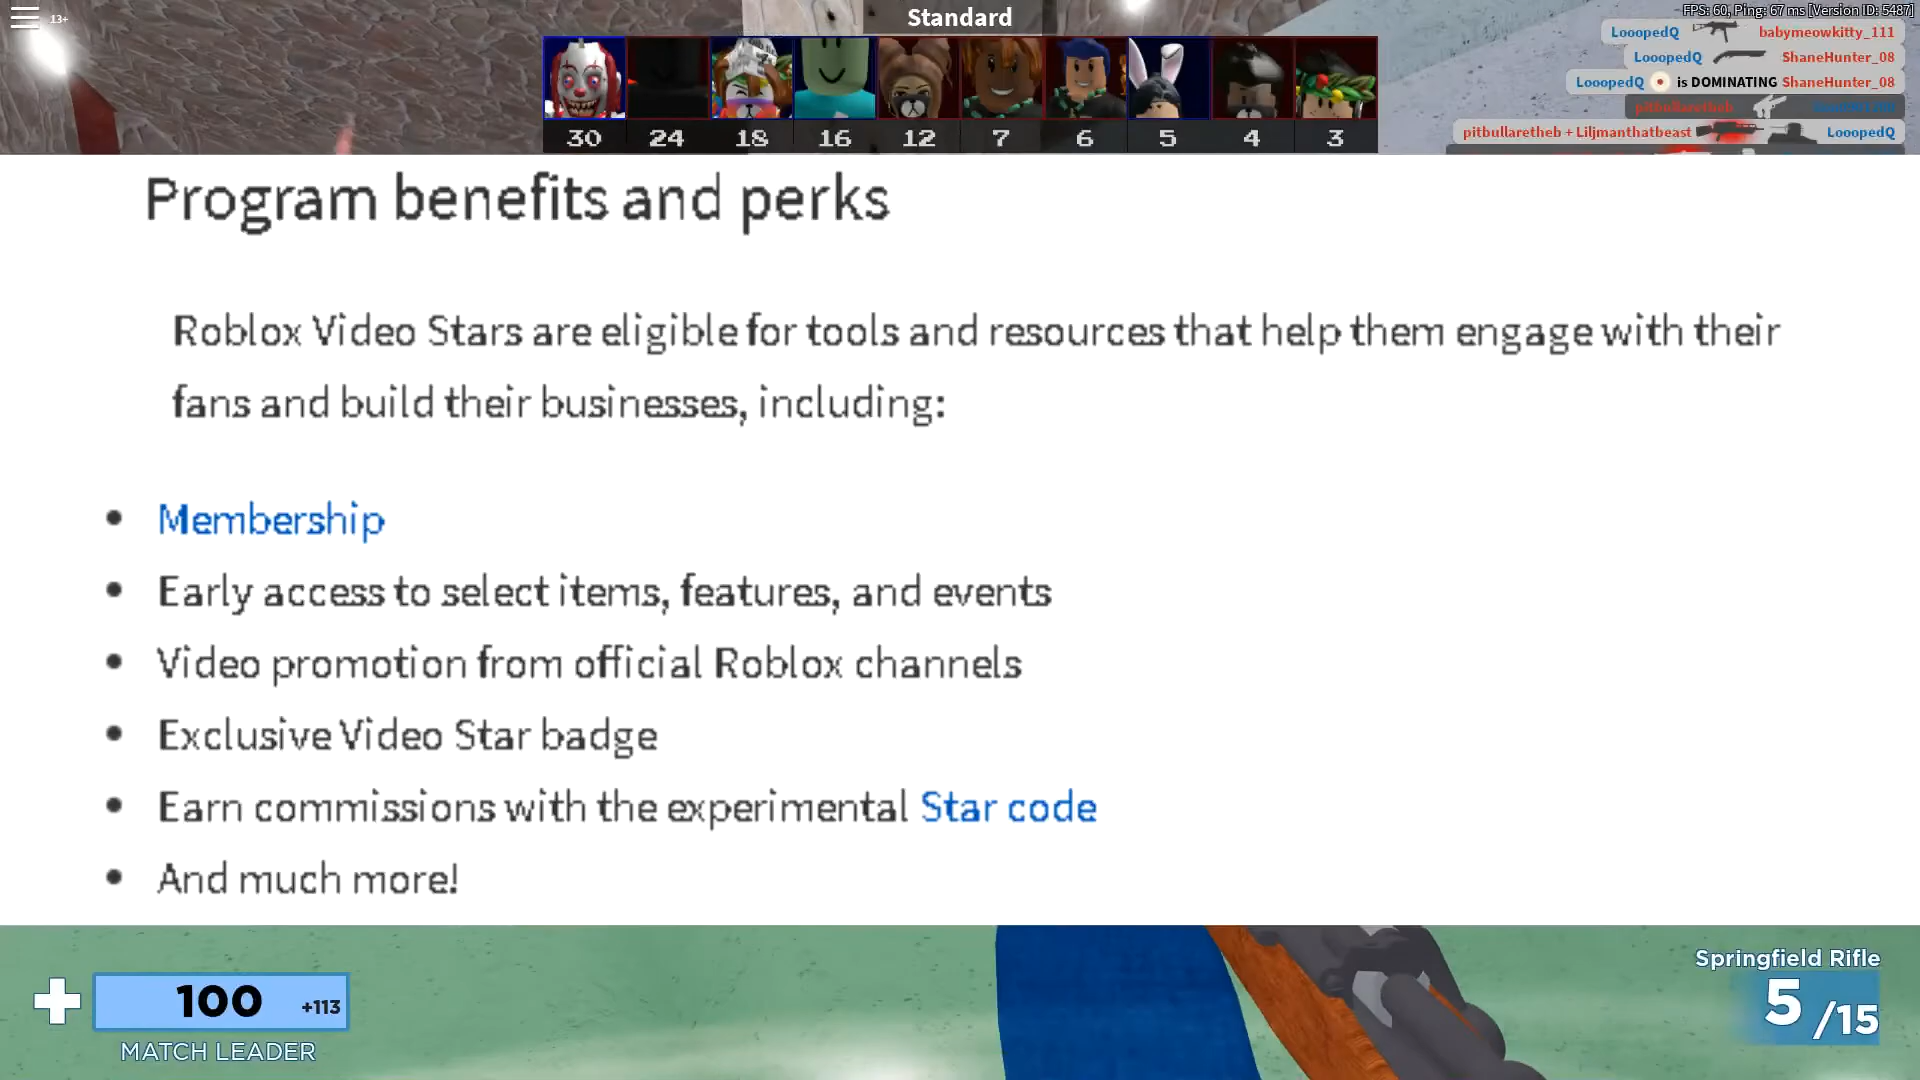 13+
Standard
FPS: 60, Ping: 67 ms [Version ID: 5487]
LooopedQ babymeowkitty_111
LooopedQ ShaneHunter_08
LooopedQ is DOMINATING ShaneHunter_08
pitbullaretheb
pitbullaretheb + Liljmanthatbeast LooopedQ
30 24 18 16 12 7 6 5 4 3
Program benefits and perks
Roblox Video Stars are eligible for tools and resources that help them engage with their
fans and build their businesses, including:
• Membership
• Early access to select items, features, and events
• Video promotion from official Roblox channels
• Exclusive Video Star badge
• Earn commissions with the experimental Star code
• And much more!
100 +113
MATCH LEADER
Springfield Rifle
5 /15